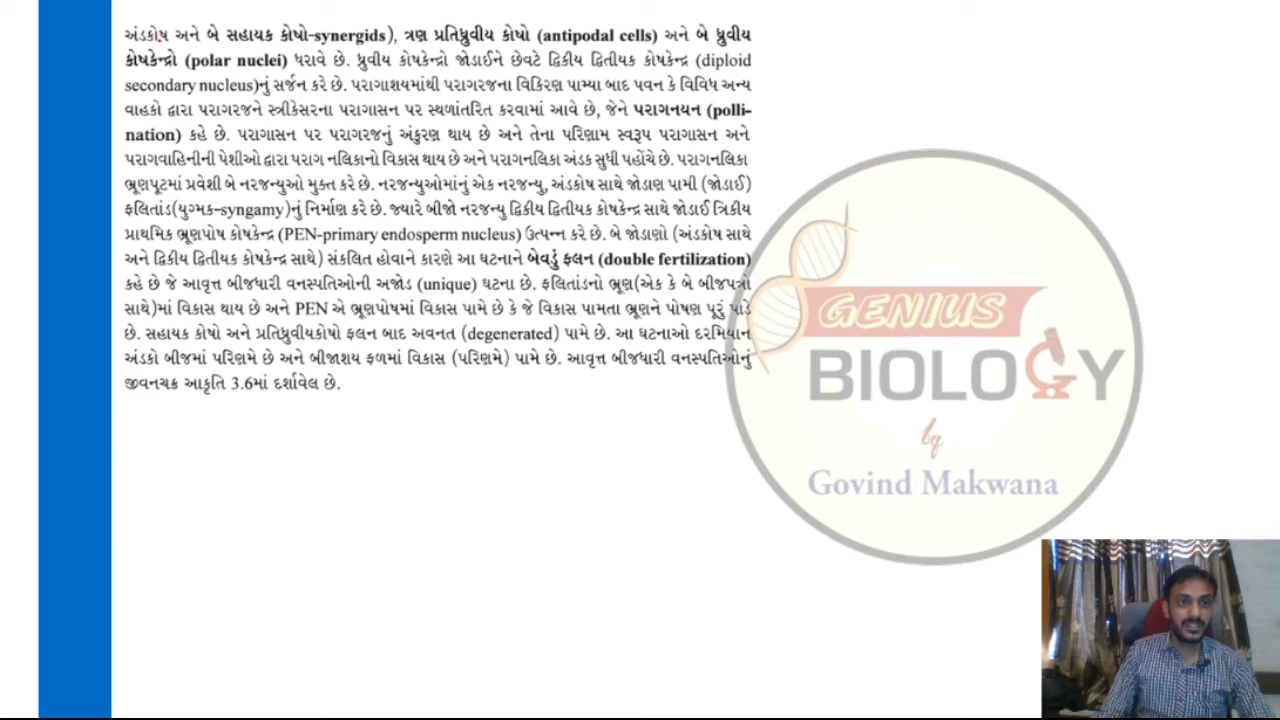 અંડકોષ અને બે સહાયક કોષો-synergids), ત્રણ પ્રતિધ્રુવીય કોષો (antipodal cells) અને બે ધ્રુવીય
કોષકેન્દ્રો (polar nuclei) ધરાવે છે. ધ્રુવીય કોષકેન્દ્રો જોડાઈને છેવટે દ્વિકીય દ્વિતીયક કોષકેન્દ્ર (diploid
secondary nucleus)નું સર્જન કરે છે. પરાગાશયમાંથી પરાગરજના વિકિરણ પામ્યા બાદ પવન કે વિવિધ અન્ય
વાહકો દ્વારા પરાગરજને સ્ત્રીકેસરના પરાગાસન પર સ્થળાંતરિત કરવામાં આવે છે, જેને પરાગનયન (polli-
nation) કહે છે. પરાગાસન પર પરાગરજનું અંકુરણ થાય છે અને તેના પરિણામ સ્વરૂપ પરાગાસન અને
પરાગવાહિનીની પેશીઓ દ્વારા પરાગ નલિકાનો વિકાસ થાય છે અને પરાગનલિકા અંડક સુધી પહોંચે છે. પરાગનલિકા
ભ્રૂણપૂટમાં પ્રવેશી બે નરજન્યુઓ મુક્ત કરે છે. નરજન્યુઓમાંનું એક નરજન્યુ, અંડકોષ સાથે જોડાણ પામી (જોડાઈ)
ફલિતાંડ(યુગ્મક-syngamy)નું નિર્માણ કરે છે. જ્યારે બીજો નરજન્યુ દ્વિકીય દ્વિતીયક કોષકેન્દ્ર સાથે જોડાઈ ત્રિકીય
પ્રાથમિક ભ્રૂણપોષ કોષકેન્દ્ર (PEN-primary endosperm nucleus) ઉત્પન્ન કરે છે. બે જોડાણો (અંડકોષ સાથે
અને દ્વિકીય દ્વિતીયક કોષકેન્દ્ર સાથે) સંકલિત હોવાને કારણે આ ઘટનાને બેવડું ફલન (double fertilization)
કહે છે જે આવૃત્ત બીજધારી વનસ્પતિઓની અજોડ (unique) ઘટના છે. ફલિતાંડનો ભ્રૂણ(એક કે બે બીજપત્રો
સાથે)માં વિકાસ થાય છે અને PEN એ ભ્રૂણપોષમાં વિકાસ પામે છે કે જે વિકાસ પામતા ભ્રૂણને પોષણ પૂરું પાડે
છે. સહાયક કોષો અને પ્રતિધ્રુવીયકોષો ફલન બાદ અવનત (degenerated) પામે છે. આ ઘટનાઓ દરમિયાન
અંડકો બીજમાં પરિણમે છે અને બીજાશય ફળમાં વિકાસ (પરિણમે) પામે છે. આવૃત્ત બીજધારી વનસ્પતિઓનું
જીવનચક્ર આકૃતિ 3.6માં દર્શાવેલ છે.
GENIUS
BIOLOGY
by
Govind Makwana